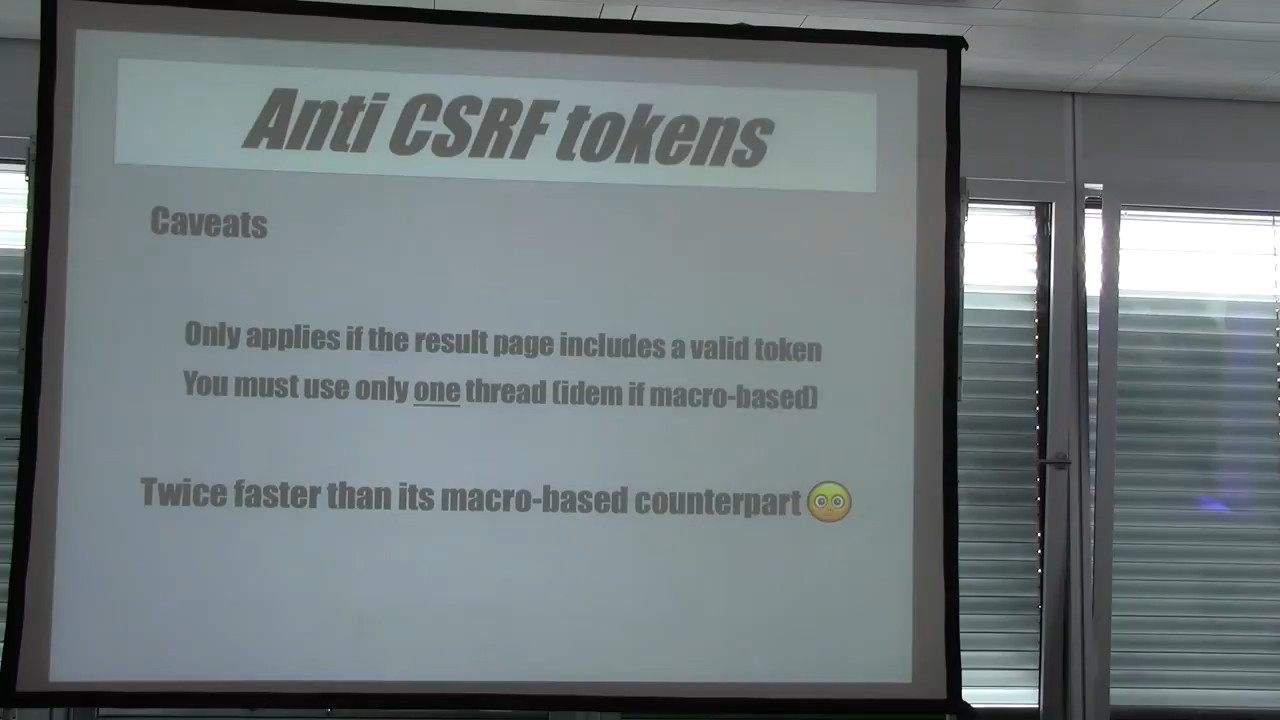 Anti CSRF tokens
Caveats
Only applies if the result page includes a valid token
You must use only one thread (idem if macro-based)
Twice faster than its macro-based counterpart